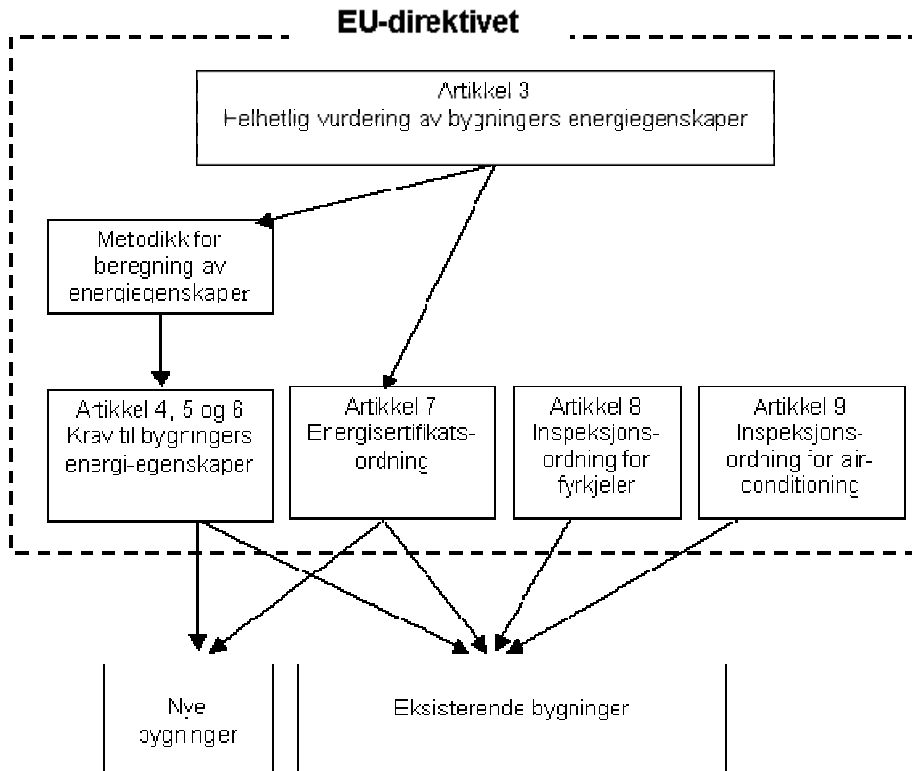 EU-direktivet
Artikkel 3
Helhetlig vurdering av bygningers energiegenskaper
Metodikk for
beregning av
energiegenskaper
Artikkel 4, 5 og 6
Krav til bygningers
energi-egenskaper
Artikkel 7
Energisertifikats-
ordning
Artikkel 8
Inspeksjons-
ordning for
fyrkjeler
Artikkel 9
Inspeksjons-
ordning for air-
conditioning
Nye
bygninger
Eksisterende bygninger